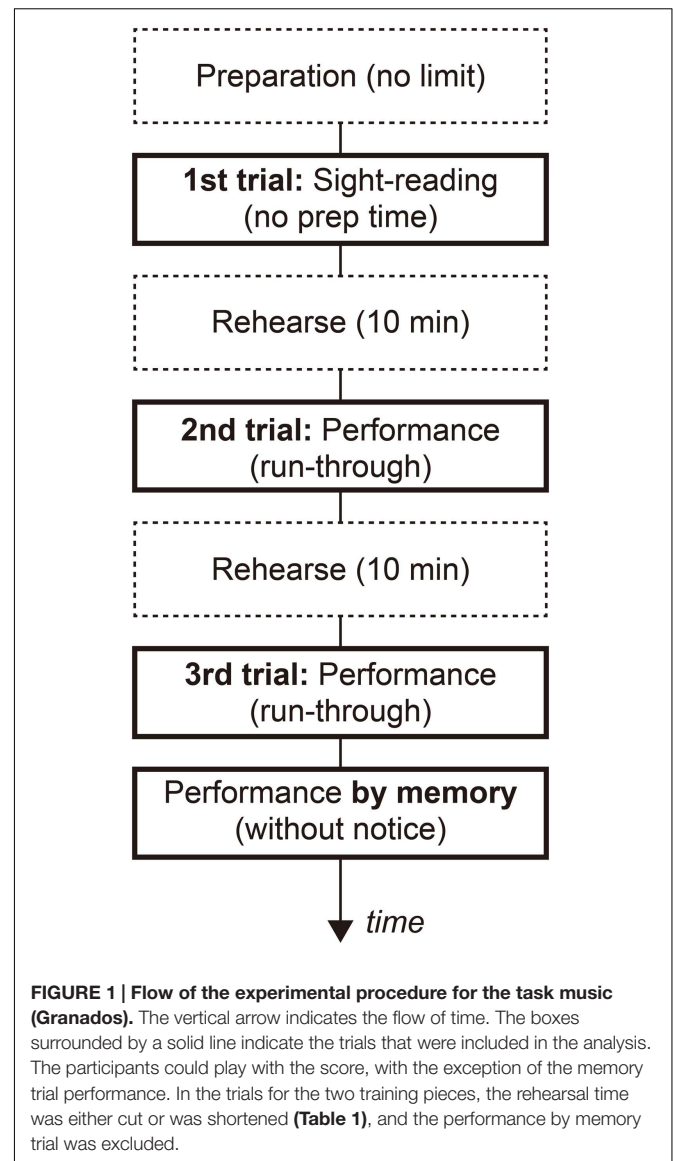 Preparation (no limit)
1st trial: Sight-reading
(no prep time)
Rehearse (10 min)
2nd trial: Performance
(run-through)
Rehearse (10 min)
3rd trial: Performance
(run-through)
Performance by memory
(without notice)
time
FIGURE 1 | Flow of the experimental procedure for the task music
(Granados). The vertical arrow indicates the flow of time. The boxes
surrounded by a solid line indicate the trials that were included in the analysis.
The participants could play with the score, with the exception of the memory
trial performance. In the trials for the two training pieces, the rehearsal time
was either cut or was shortened (Table 1), and the performance by memory
trial was excluded.